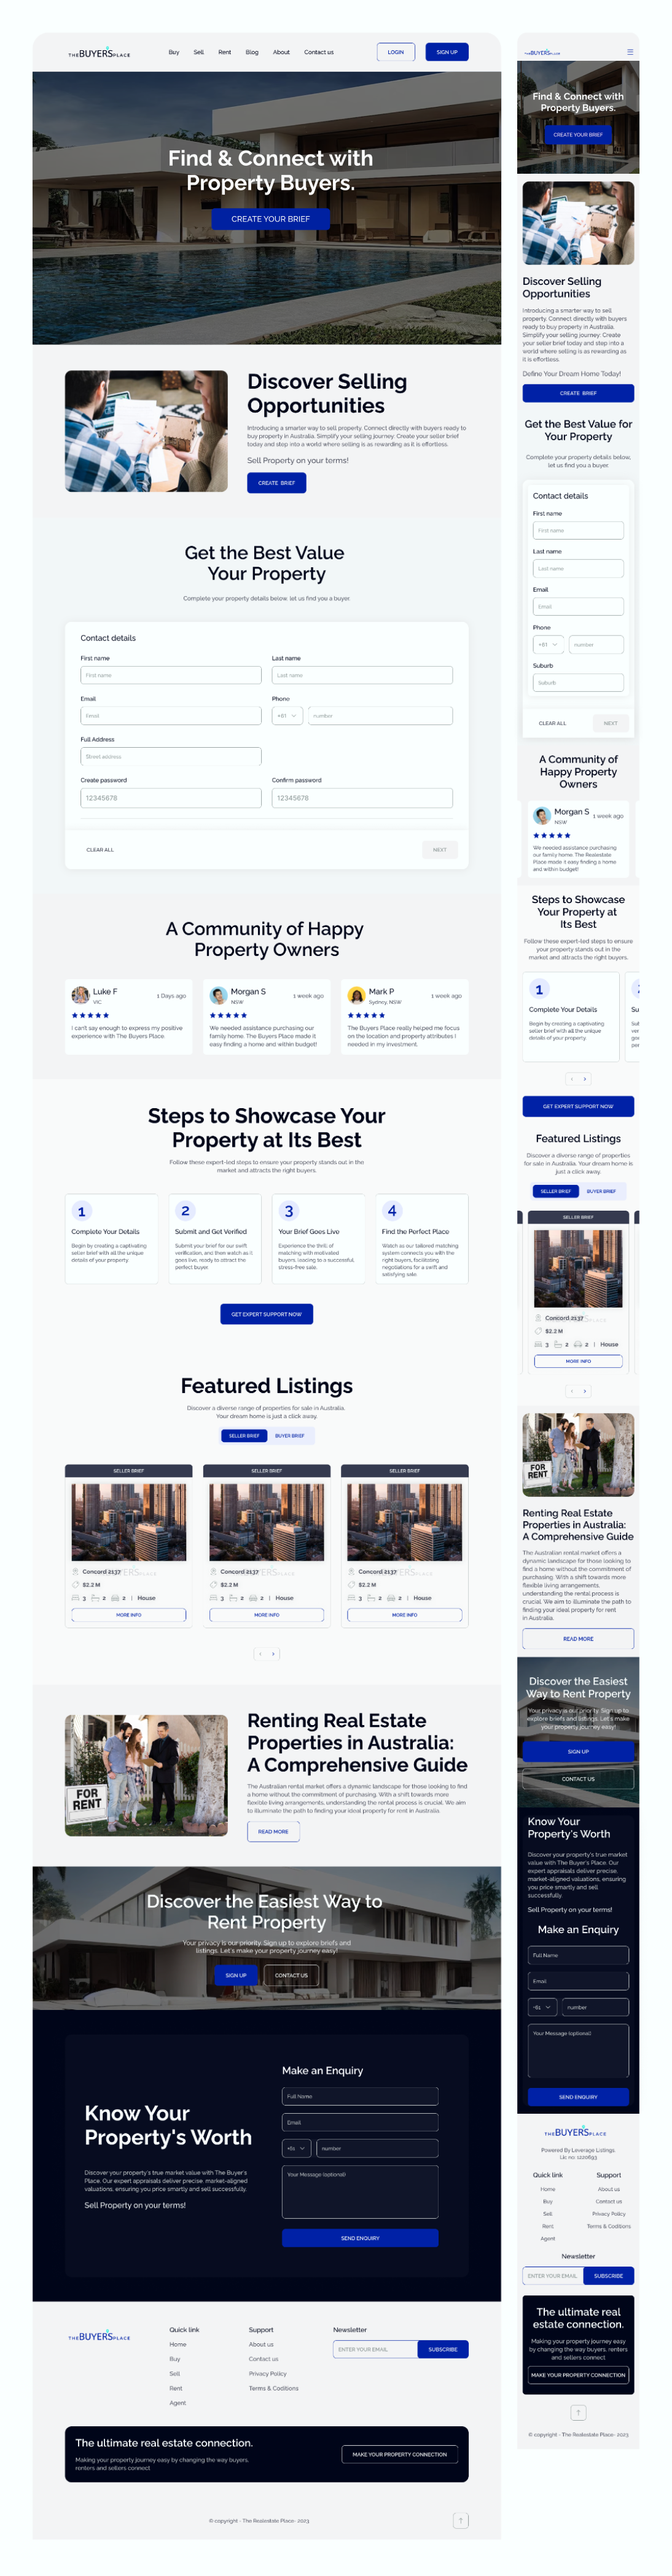 THEBUYERSPLACE
Buy Sell Rent Blog About Contact us
LOGIN SIGN UP
Find & Connect with
Property Buyers.
CREATE YOUR BRIEF
Discover Selling
Opportunities
Introducing a smarter way to sell property. Connect directly with buyers ready to
buy property in Australia. Simplify your selling journey: Create your seller brief
today and step into a world where selling is as rewarding as it is effortless.
Sell Property on your terms!
CREATE BRIEF
Get the Best Value
Your Property
Complete your property details below, let us find you a buyer.
Contact details
First name Last name
First name Last name
Email Phone
Email +61 number
Full Address
Street address
Create password Confirm password
12345678 12345678
CLEAR ALL NEXT
A Community of Happy
Property Owners
Luke F
VIC
1 Days ago
I can't say enough to express my positive
experience with The Buyers Place.
Morgan S
NSW
1 week ago
We needed assistance purchasing our
family home. The Buyers Place made it
easy finding a home and within budget!
Mark P
Sydney, NSW
1 week ago
The Buyers Place really helped me focus
on the location and property attributes I
needed in my investment.
Steps to Showcase Your
Property at Its Best
Follow these expert-led steps to ensure your property stands out in the
market and attracts the right buyers.
1
Complete Your Details
Begin by creating a captivating
seller brief with all the unique
details of your property.
2
Submit and Get Verified
Submit your brief for our swift
verification, and then watch as it
goes live, ready to attract the
perfect buyer.
3
Your Brief Goes Live
Experience the thrill of
matching with motivated
buyers, leading to a successful
stress-free sale.
4
Find the Perfect Place
Watch as our tailored matching
system connects you with the
right buyers, facilitating
negotiations for a swift and
satisfying sale.
GET EXPERT SUPPORT NOW
Featured Listings
Discover a diverse range of properties for sale in Australia.
Your dream home is just a click away.
SELLER BRIEF BUYER BRIEF
SELLER BRIEF
Concord 2137
$2.2 M
3 2 2 | House
MORE INFO
SELLER BRIEF
Concord 2137
$2.2 M
3 2 2 | House
MORE INFO
SELLER BRIEF
Concord 2137
$2.2 M
3 2 2 | House
MORE INFO
FOR
RENT
Renting Real Estate
Properties in Australia:
A Comprehensive Guide
The Australian rental market offers a dynamic landscape for those looking to find
a home without the commitment of purchasing. With a shift towards more
flexible living arrangements, understanding the rental process is crucial. We aim
to illuminate the path to finding your ideal property for rent in Australia
READ MORE
Discover the Easiest Way to
Rent Property
Your privacy is our priority. Sign up to explore briefs and
listings. Let's make your property journey easy!
SIGN UP CONTACT US
Know Your
Property's Worth
Discover your property's true market value with The Buyer's
Place. Our expert appraisals deliver precise market-aligned
valuations, ensuring you price smartly and sell successfully.
Sell Property on your terms!
Make an Enquiry
Full Name
Email
+61 number
Your Message (optional)
SEND ENQUIRY
THEBUYERSPLACE
Quick link
Home
Buy
Sell
Rent
Agent
Support
About us
Contact us
Privacy Policy
Terms & Coditions
Newsletter
ENTER YOUR EMAIL SUBSCRIBE
The ultimate real estate connection.
Making your property journey easy by changing the way buyers,
renters and sellers connect
MAKE YOUR PROPERTY CONNECTION
© copyright - The Realestate Place- 2023
THEBUYERSPLACE
Find & Connect with
Property Buyers.
CREATE YOUR BRIEF
Discover Selling
Opportunities
Introducing a smarter way to sell
property. Connect directly with buyers
ready to buy property in Australia.
Simplify your selling journey: Create
your seller brief today and step into a
world where selling is as rewarding as
it is effortless.
Define Your Dream Home Today!
CREATE BRIEF
Get the Best Value for
Your Property
Complete your property details below,
let us find you a buyer.
Contact details
First name
First name
Last name
Last name
Email
Email
Phone
+61 number
Suburb
Suburb
CLEAR ALL NEXT
A Community of
Happy Property
Owners
Morgan S
NSW
1 week ago
We needed assistance purchasing
our family home. The Realestate
Place made it easy finding a home
and within budget!
Steps to Showcase
Your Property at
Its Best
Follow these expert-led steps to ensure
your property stands out in the
market and attracts the right buyers.
1
Complete Your Details
Begin by creating a captivating
seller brief with all the unique
details of your property.
GET EXPERT SUPPORT NOW
Featured Listings
Discover a diverse range of properties
for sale in Australia. Your dream home is
just a click away.
SELLER BRIEF BUYER BRIEF
SELLER BRIEF
Concord 2137
$2.2 M
3 2 2 | House
MORE INFO
FOR
RENT
Renting Real Estate
Properties in Australia:
A Comprehensive Guide
The Australian rental market offers a
dynamic landscape for those looking to
find a home without the commitment of
purchasing. With a shift towards more
flexible living arrangements,
understanding the rental process is
crucial. We aim to illuminate the path to
finding your ideal property for rent
in Australia.
READ MORE
Discover the Easiest
Way to Rent Property
Your privacy is our priority. Sign up to
explore briefs and listings. Let's make
your property journey easy!
SIGN UP
CONTACT US
Know Your
Property's Worth
Discover your property's true market
value with The Buyer's Place. Our
expert appraisals deliver precise,
market-aligned valuations, ensuring
you price smartly and sell
successfully.
Sell Property on your terms!
Make an Enquiry
Full Name
Email
+61 number
Your Message (optional)
SEND ENQUIRY
THEBUYERSPLACE
Powered By Leverage Listings.
Quick link
Home
Buy
Sell
Rent
Agent
Support
About us
Contact us
Privacy Policy
Terms & Coditions
Newsletter
ENTER YOUR EMAIL SUBSCRIBE
The ultimate real
estate connection.
Making your property journey easy
by changing the way buyers, renters
and sellers connect
MAKE YOUR PROPERTY CONNECTION
© copyright - The Realestate Place- 2023